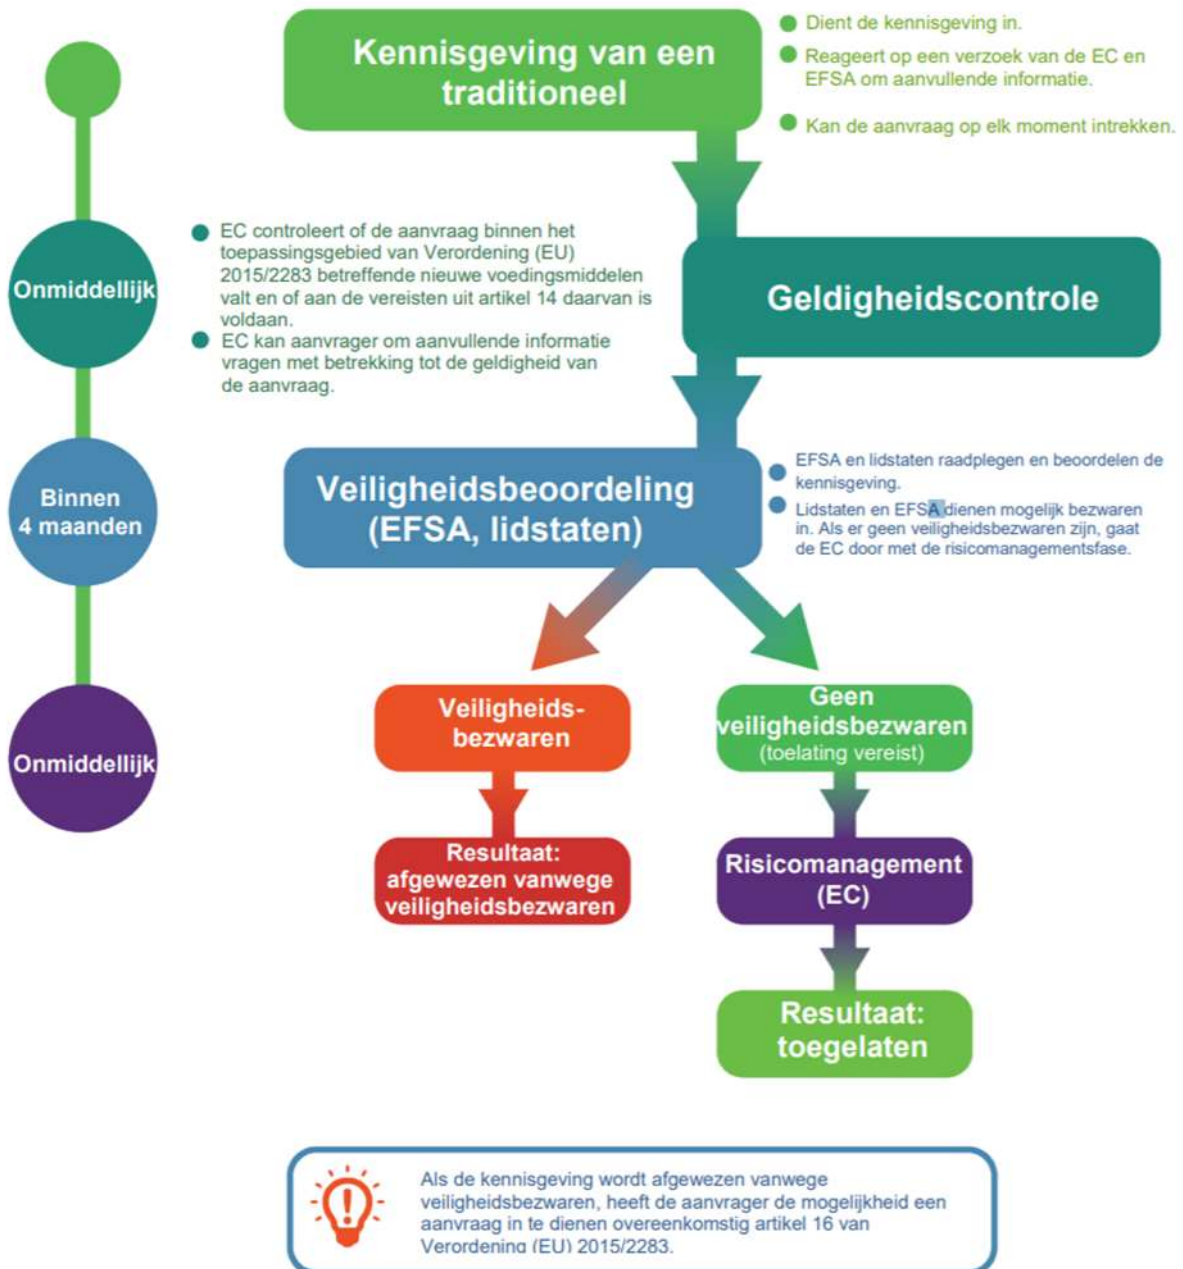 Kennisgeving van een
traditioneel
Dient de kennisgeving in.
Reageert op een verzoek van de EC en
EFSA om aanvullende informatie.
Kan de aanvraag op elk moment intrekken.
Onmiddellijk
EC controleert of de aanvraag binnen het
toepassingsgebied van Verordening (EU)
2015/2283 betreffende nieuwe voedingsmiddelen
valt en of aan de vereisten uit artikel 14 daarvan is
voldaan.
EC kan aanvrager om aanvullende informatie
vragen met betrekking tot de geldigheid van
de aanvraag.
Geldigheidscontrole
Binnen
4 maanden
Veiligheidsbeoordeling
(EFSA, lidstaten)
EFSA en lidstaten raadplegen en beoordelen de
kennisgeving.
Lidstaten en EFSA dienen mogelijk bezwaren
in. Als er geen veiligheidsbezwaren zijn, gaat
de EC door met de risicomanagementsfase.
Onmiddellijk
Veiligheids-
bezwaren
Geen
veiligheidsbezwaren
(toelating vereist)
Resultaat:
afgewezen vanwege
veiligheidsbezwaren
Risicomanagement
(EC)
Resultaat:
toegelaten
Als de kennisgeving wordt afgewezen vanwege
veiligheidsbezwaren, heeft de aanvrager de mogelijkheid een
aanvraag in te dienen overeenkomstig artikel 16 van
Verordening (EU) 2015/2283.